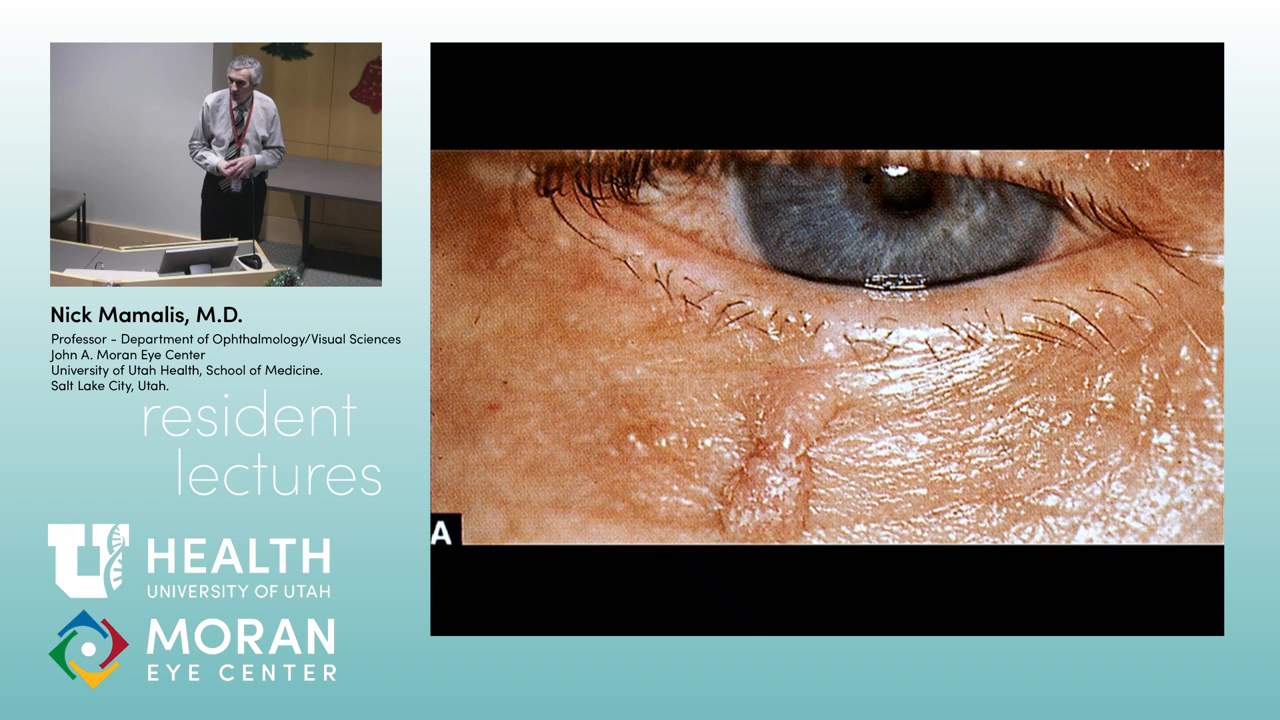 Nick Mamalis, M.D.
Professor - Department of Ophthalmology/Visual Sciences
John A. Moran Eye Center
University of Utah Health, School of Medicine.
Salt Lake City, Utah.
resident
lectures
U HEALTH
UNIVERSITY OF UTAH
MORAN
EYE CENTER
A